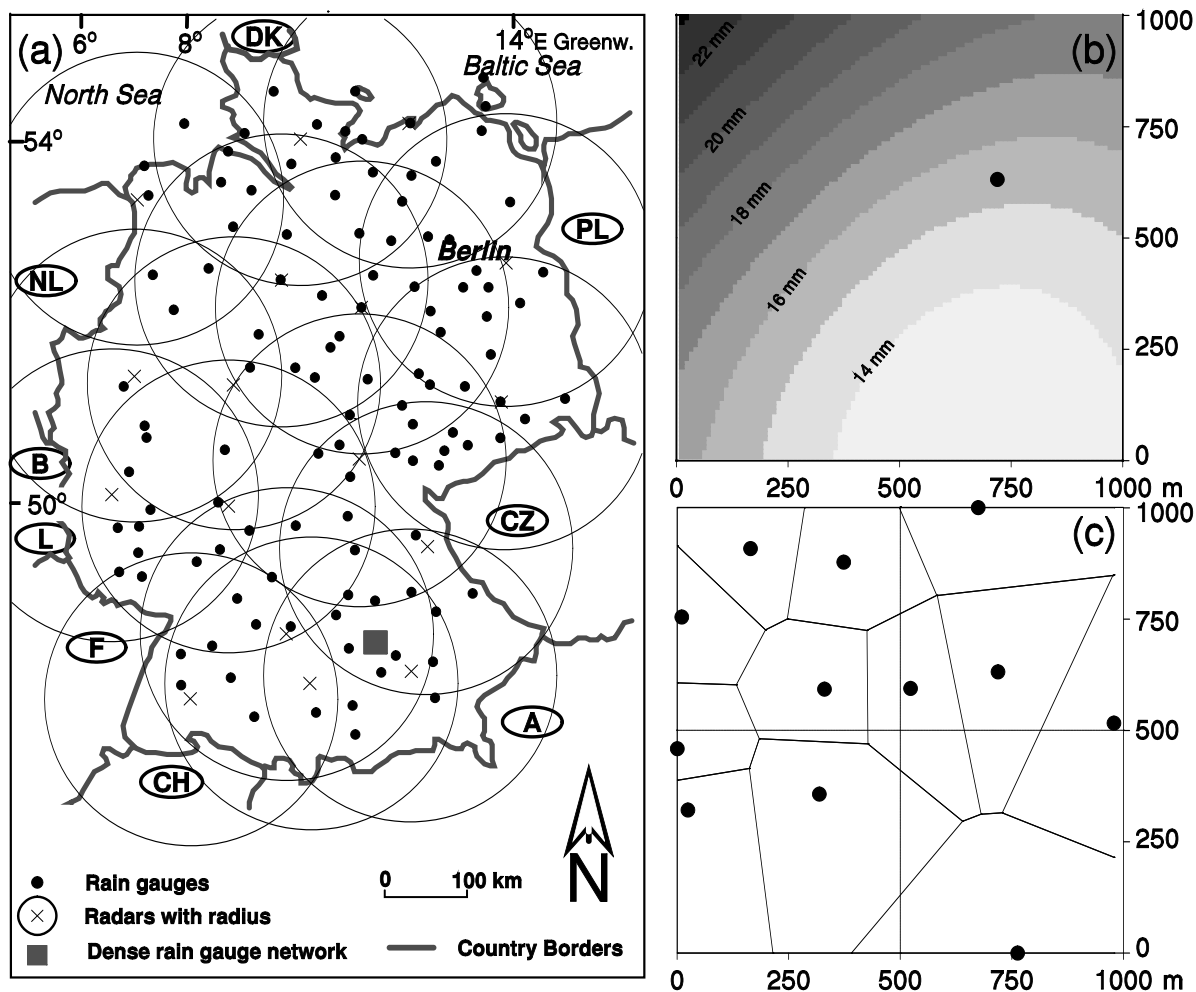 (a)
6°
8°
DK
14°E Greenw.
Baltic Sea
North Sea
54°
PL
Berlin
NL
B
50°
CZ
L
F
A
CH
N
Rain gauges
0 100 km
Radars with radius
Dense rain gauge network
Country Borders
(b)
22 mm
20 mm
18 mm
16 mm
14 mm
1000
750
500
250
0
0 250 500 750 1000 m
(c)
1000
750
500
250
0
0 250 500 750 1000 m